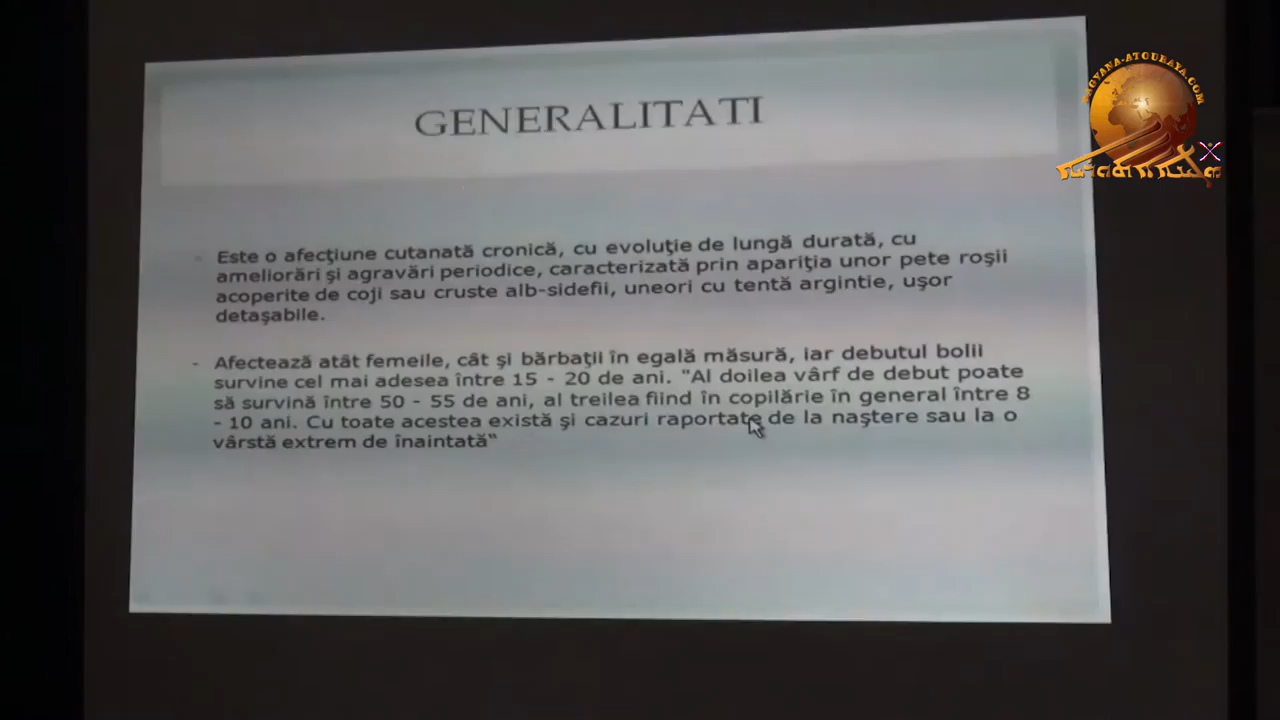 GENERALITATI
Este o afecţiune cutanată cronică, cu evoluţie de lungă durată, cu
ameliorări şi agravări periodice, caracterizată prin apariţia unor pete roşii
acoperite de coji sau cruste alb-sidefii, uneori cu tentă argintie, uşor
detaşabile.
- Afectează atât femeile, cât şi bărbaţii în egală măsură, iar debutul bolii
survine cel mai adesea între 15 - 20 de ani. "Al doilea vârf de debut poate
să survină între 50 - 55 de ani, al treilea fiind în copilărie în general între 8
- 10 ani. Cu toate acestea există şi cazuri raportate de la naştere sau la o
vârstă extrem de înaintată"